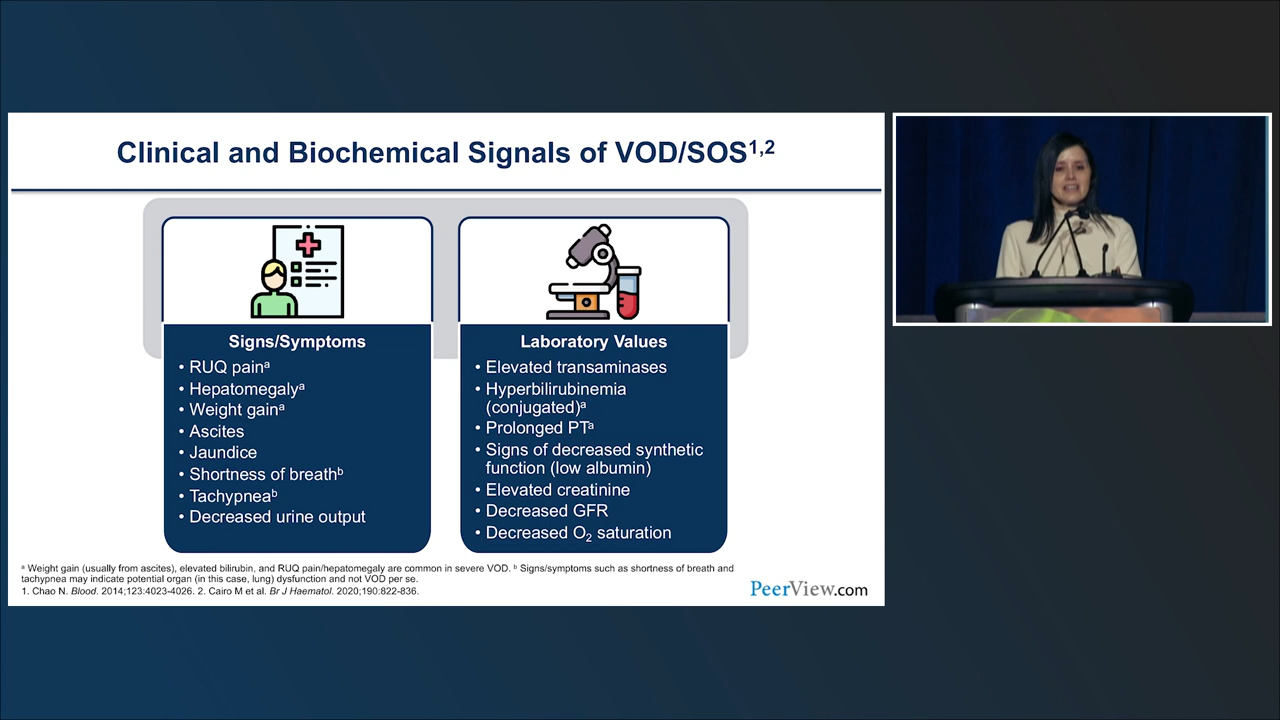 Clinical and Biochemical Signals of VOD/SOS1,2
Signs/Symptoms
• RUQ painᵃ
• Hepatomegalyᵃ
• Weight gainᵃ
• Ascites
• Jaundice
• Shortness of breathᵇ
• Tachypneaᵇ
• Decreased urine output
Laboratory Values
• Elevated transaminases
• Hyperbilirubinemia
(conjugated)ᵃ
• Prolonged PTᵃ
• Signs of decreased synthetic
function (low albumin)
• Elevated creatinine
• Decreased GFR
• Decreased O₂ saturation
ᵃ Weight gain (usually from ascites), elevated bilirubin, and RUQ pain/hepatomegaly are common in severe VOD. ᵇ Signs/symptoms such as shortness of breath and
tachypnea may indicate potential organ (in this case, lung) dysfunction and not VOD per se.
1. Chao N. Blood. 2014;123:4023-4026. 2. Cairo M et al. Br J Haematol. 2020;190:822-836.
PeerView.com